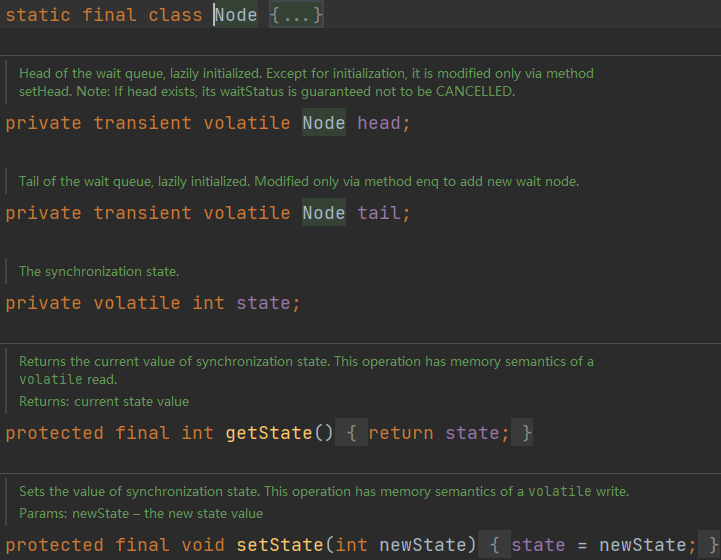 static final class Node {...}
Head of the wait queue, lazily initialized. Except for initialization, it is modified only via method
setHead. Note: If head exists, its waitStatus is guaranteed not to be CANCELLED.
private transient volatile Node head;
Tail of the wait queue, lazily initialized. Modified only via method enq to add new wait node.
private transient volatile Node tail;
The synchronization state.
private volatile int state;
Returns the current value of synchronization state. This operation has memory semantics of a
volatile read.
Returns: current state value
protected final int getState() { return state; }
Sets the value of synchronization state. This operation has memory semantics of a volatile write.
Params: newState – the new state value
protected final void setState(int newState) { state = newState; }